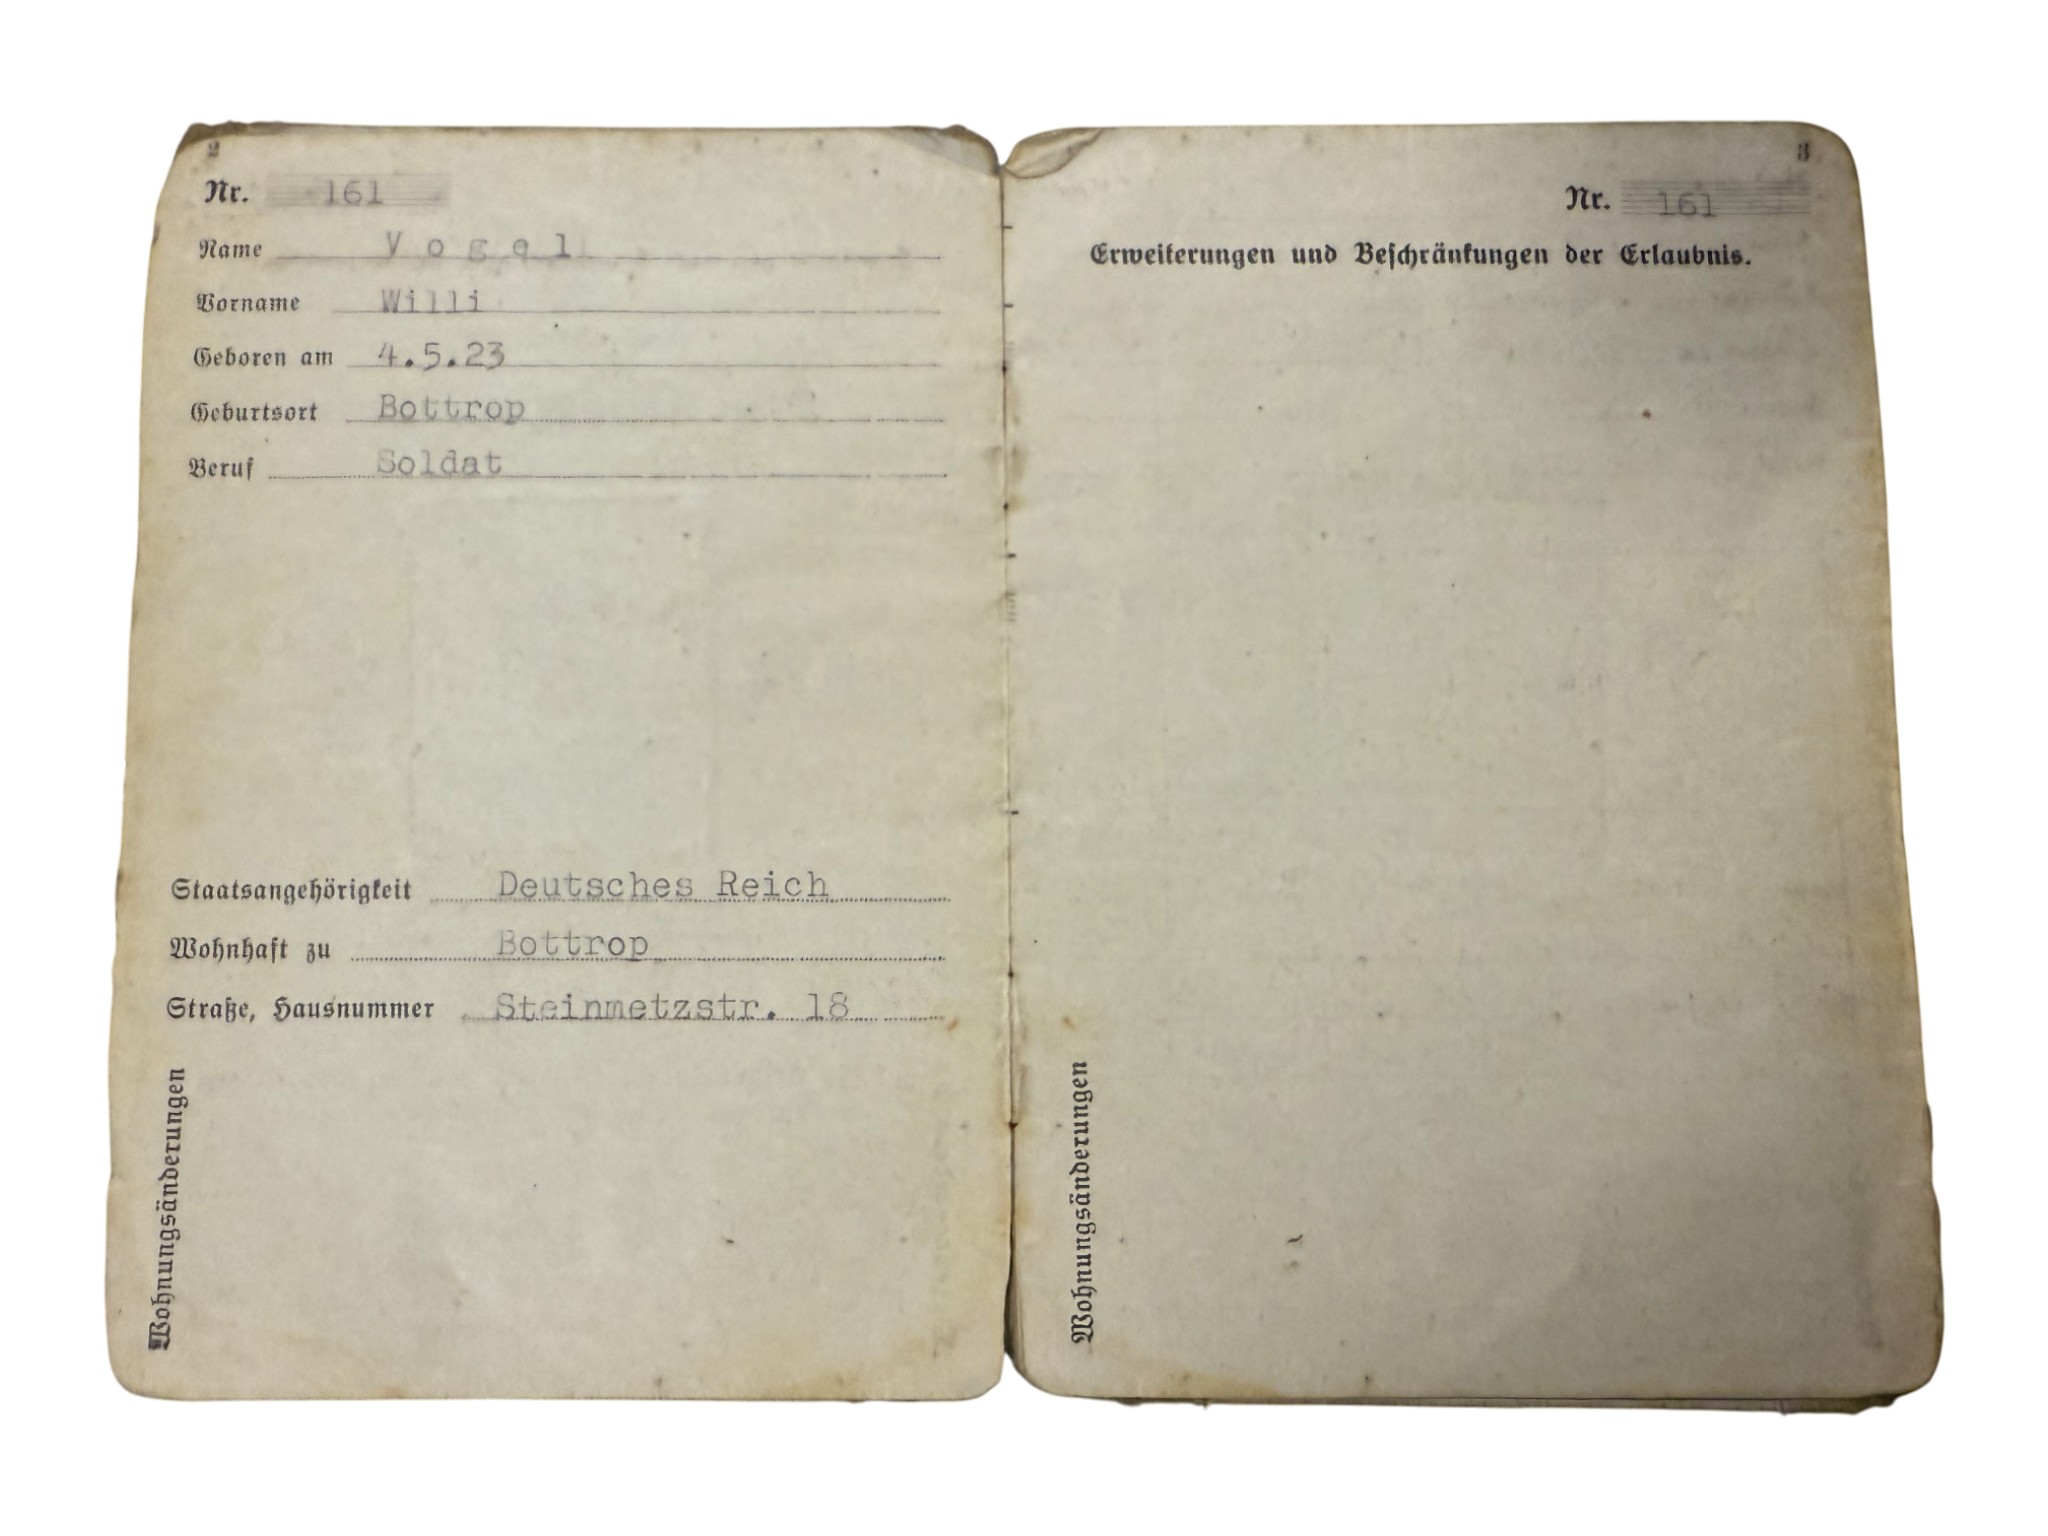 2
Nr. 161
Name Vogel
Vorname Willi
Geboren am 4.5.23
Geburtsort Bottrop
Beruf Soldat
Staatsangehörigkeit Deutsches Reich
Wohnhaft zu Bottrop
Straße, Hausnummer Steinmetzstr. 18
Wohnungsänderungen
3
Nr. 161
Erweiterungen und Beschränkungen der Erlaubnis.
Wohnungsänderungen